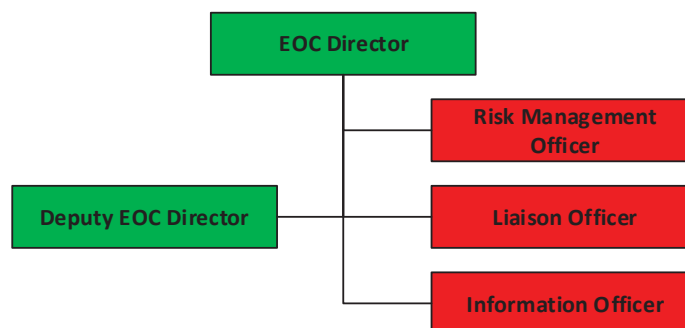 EOC Director
Risk Management
Officer
Deputy EOC Director
Liaison Officer
Information Officer